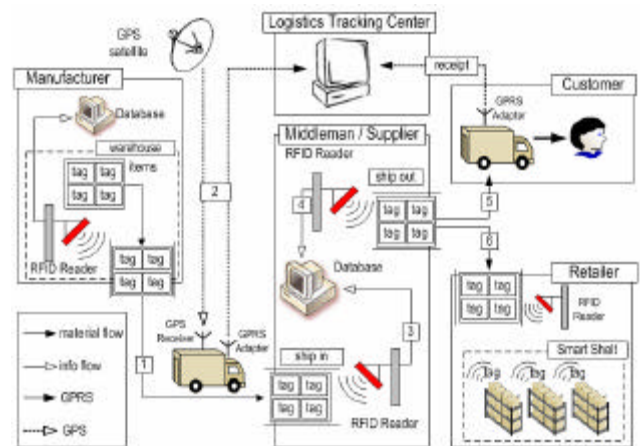 Logistics Tracking Center
GPS
satellite
receipt
Manufacturer
Customer
GPRS
Adapter
Database
Middleman / Supplier
RFID Reader
warehouse
items
tag tag
tag tag
ship out
tag tag
tag tag
2
4
5
6
RFID Reader
tag tag
tag tag
Database
Retailer
tag tag
tag tag
RFID
Reader
GPS
Receiver
GPRS
Adapter
3
1
material flow
info flow
GPRS
GPS
ship in
tag tag
tag tag
RFID Reader
Smart Shelf
tag tag tag